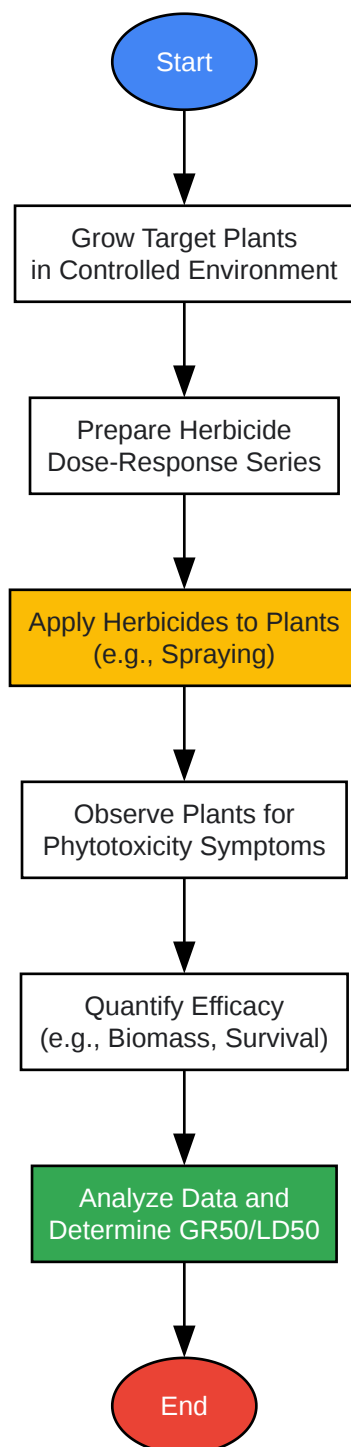 Start
Grow Target Plants
in Controlled Environment
Prepare Herbicide
Dose-Response Series
Apply Herbicides to Plants
(e.g., Spraying)
Observe Plants for
Phytotoxicity Symptoms
Quantify Efficacy
(e.g., Biomass, Survival)
Analyze Data and
Determine GR50/LD50
End